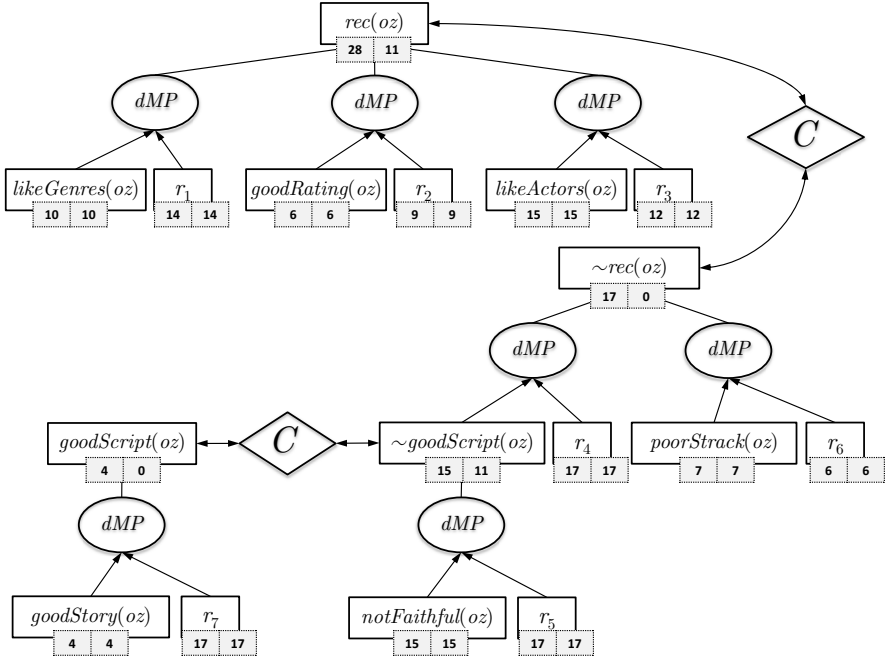 rec(oz)
28 11
dMP dMP dMP
C
likeGenres(oz) r1 goodRating(oz) r2 likeActors(oz) r3
10 10 14 14 6 6 9 9 15 15 12 12
~rec(oz)
17 0
dMP dMP
goodScript(oz) C ~goodScript(oz) r4 poorStrack(oz) r6
4 0 15 11 17 17 7 7 6 6
dMP dMP
goodStory(oz) r7 notFaithful(oz) r5
4 4 17 17 15 15 17 17